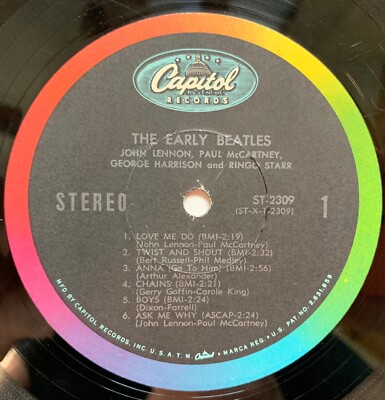 Capitol
RECORDS
THE EARLY BEATLES
JOHN LENNON, PAUL McCARTNEY,
GEORGE HARRISON and RINGO STARR
STEREO
ST-2309
(ST-X-1-2309)
1
1. LOVE ME DO (BMI-2:19)
(John Lennon-Paul McCartney)
2. TWIST AND SHOUT (BMI-2:32)
(Bert Russell-Phil Medley)
3. ANNA (Go To Him) (BMI-2:56)
(Arthur Alexander)
4. CHAINS (BMI-2:21)
(Gerry Goffin-Carole King)
5. BOYS (BMI-2:24)
(Dixon-Farrell)
6. ASK ME WHY (ASCAP-2:24)
(John Lennon-Paul McCartney)
MFD. BY CAPITOL RECORDS, INC. U.S.A. T.M. Capitol MARCA REG. • U.S. PAT. NO. 2,631,859